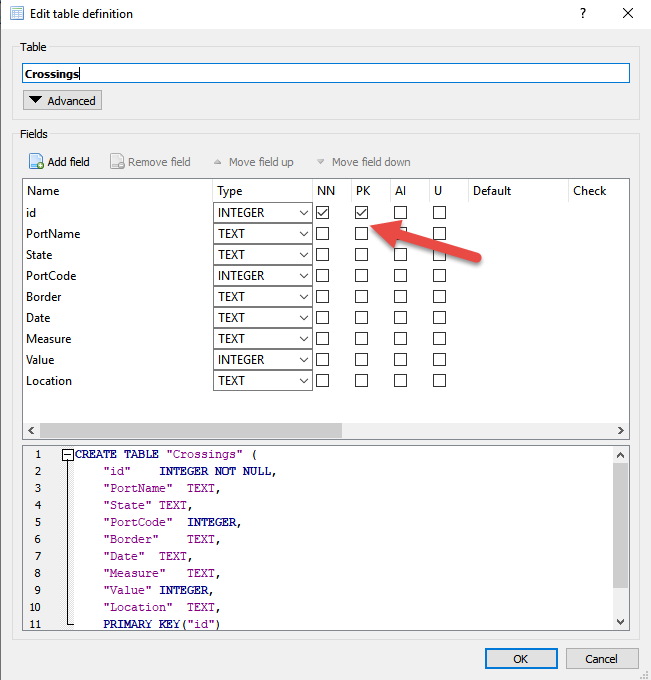 Edit table definition ?
Table
Crossings
Advanced
Fields
Add field Remove field Move field up Move field down
Name Type NN PK AI U Default Check
id INTEGER
PortName TEXT
State TEXT
PortCode INTEGER
Border TEXT
Date TEXT
Measure TEXT
Value INTEGER
Location TEXT
1 CREATE TABLE "Crossings" (
2 "id" INTEGER NOT NULL,
3 "PortName" TEXT,
4 "State" TEXT,
5 "PortCode" INTEGER,
6 "Border" TEXT,
7 "Date" TEXT,
8 "Measure" TEXT,
9 "Value" INTEGER,
10 "Location" TEXT,
11 PRIMARY KEY("id")
OK Cancel